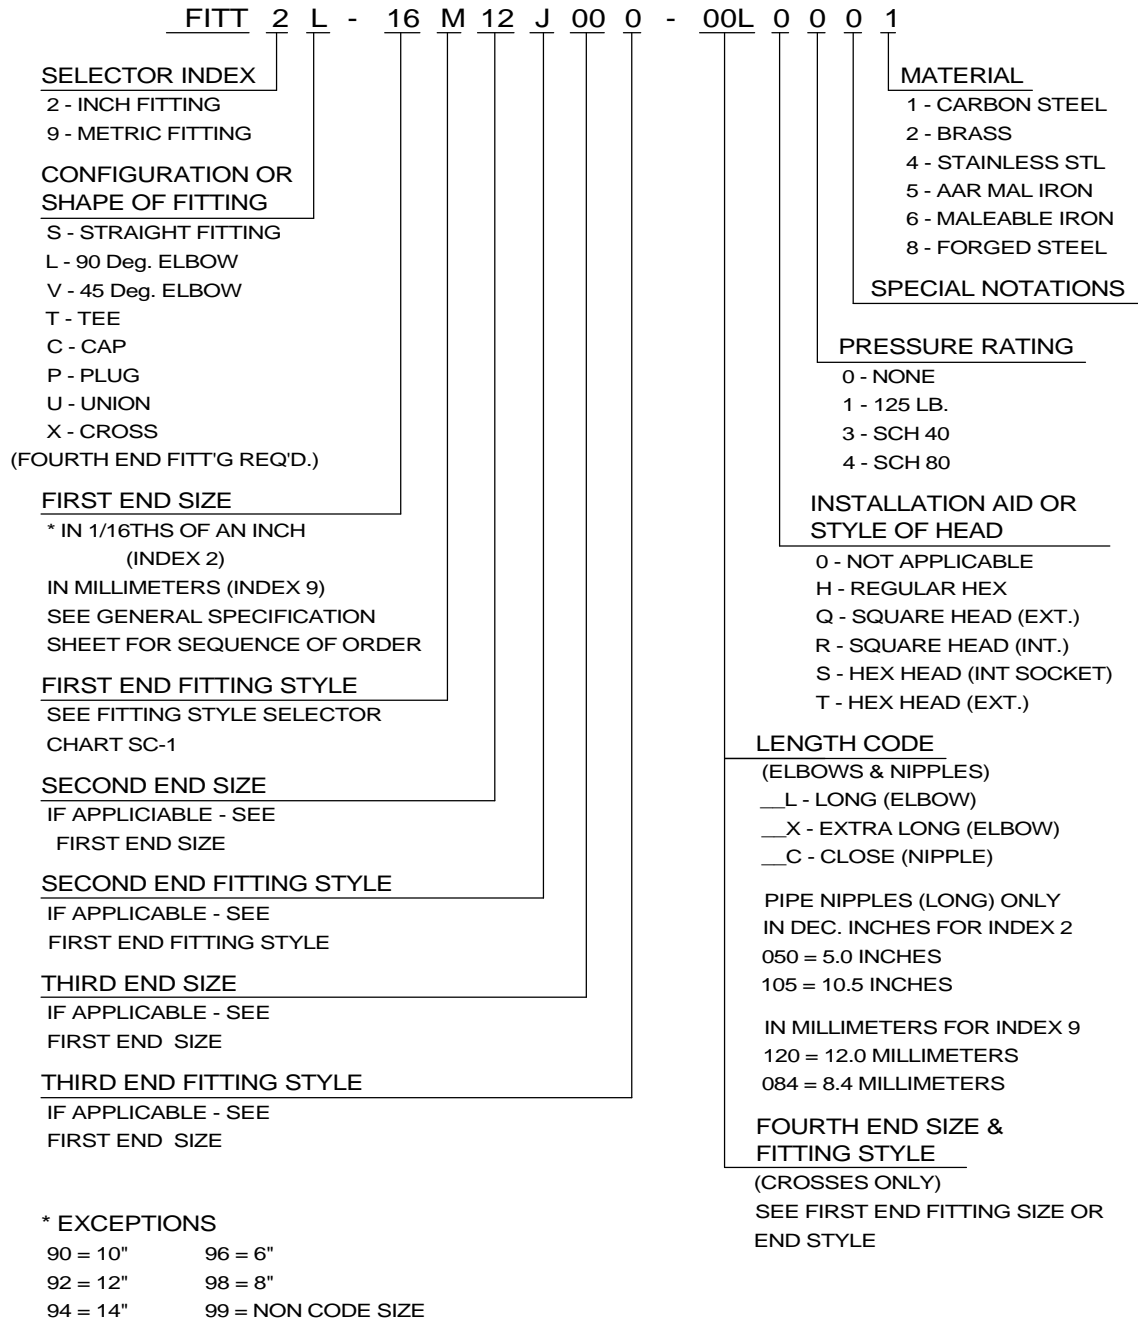 FITT 2 L - 16 M 12 J 00 0 - 00L 0 0 0 1
SELECTOR INDEX
2 - INCH FITTING
9 - METRIC FITTING
CONFIGURATION OR
SHAPE OF FITTING
S - STRAIGHT FITTING
L - 90 Deg. ELBOW
V - 45 Deg. ELBOW
T - TEE
C - CAP
P - PLUG
U - UNION
X - CROSS
(FOURTH END FITT'G REQ'D.)
FIRST END SIZE
* IN 1/16THS OF AN INCH
(INDEX 2)
IN MILLIMETERS (INDEX 9)
SEE GENERAL SPECIFICATION
SHEET FOR SEQUENCE OF ORDER
FIRST END FITTING STYLE
SEE FITTING STYLE SELECTOR
CHART SC-1
SECOND END SIZE
IF APPLICIABLE - SEE
FIRST END SIZE
SECOND END FITTING STYLE
IF APPLICABLE - SEE
FIRST END FITTING STYLE
THIRD END SIZE
IF APPLICABLE - SEE
FIRST END SIZE
THIRD END FITTING STYLE
IF APPLICABLE - SEE
FIRST END SIZE
* EXCEPTIONS
90 = 10" 96 = 6"
92 = 12" 98 = 8"
94 = 14" 99 = NON CODE SIZE
MATERIAL
1 - CARBON STEEL
2 - BRASS
4 - STAINLESS STL
5 - AAR MAL IRON
6 - MALEABLE IRON
8 - FORGED STEEL
SPECIAL NOTATIONS
PRESSURE RATING
0 - NONE
1 - 125 LB.
3 - SCH 40
4 - SCH 80
INSTALLATION AID OR
STYLE OF HEAD
0 - NOT APPLICABLE
H - REGULAR HEX
Q - SQUARE HEAD (EXT.)
R - SQUARE HEAD (INT.)
S - HEX HEAD (INT SOCKET)
T - HEX HEAD (EXT.)
LENGTH CODE
(ELBOWS & NIPPLES)
__L - LONG (ELBOW)
__X - EXTRA LONG (ELBOW)
__C - CLOSE (NIPPLE)
PIPE NIPPLES (LONG) ONLY
IN DEC. INCHES FOR INDEX 2
050 = 5.0 INCHES
105 = 10.5 INCHES
IN MILLIMETERS FOR INDEX 9
120 = 12.0 MILLIMETERS
084 = 8.4 MILLIMETERS
FOURTH END SIZE &
FITTING STYLE
(CROSSES ONLY)
SEE FIRST END FITTING SIZE OR
END STYLE